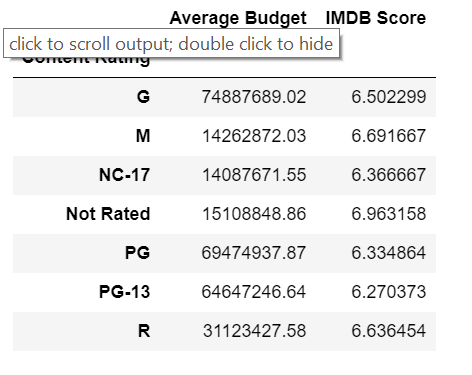 Average Budget IMDB Score
click to scroll output; double click to hide
Content Rating
G 74887689.02 6.502299
M 14262872.03 6.691667
NC-17 14087671.55 6.366667
Not Rated 15108848.86 6.963158
PG 69474937.87 6.334864
PG-13 64647246.64 6.270373
R 31123427.58 6.636454